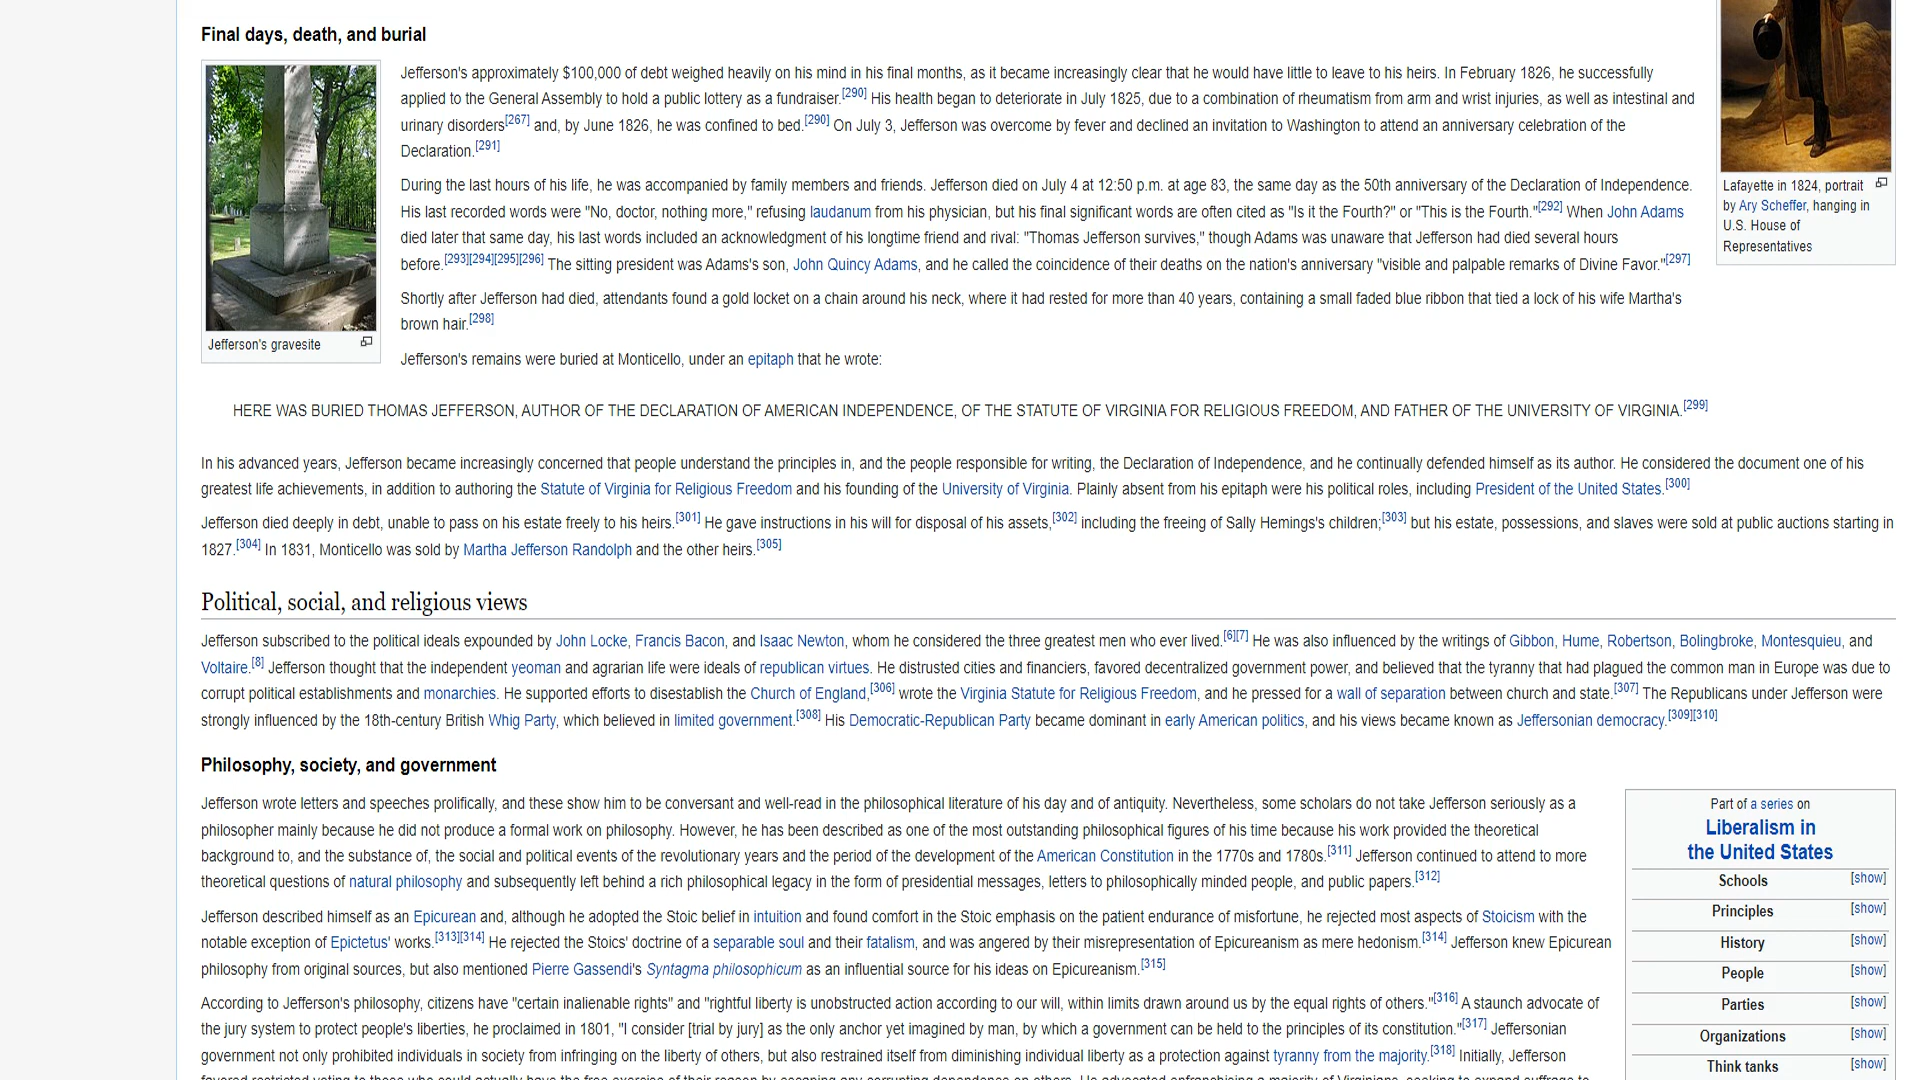 Final days, death, and burial
Jefferson's approximately $100,000 of debt weighed heavily on his mind in his final months, as it became increasingly clear that he would have little to leave to his heirs. In February 1826, he successfully
applied to the General Assembly to hold a public lottery as a fundraiser.[290] His health began to deteriorate in July 1825, due to a combination of rheumatism from arm and wrist injuries, as well as intestinal and
urinary disorders[267] and, by June 1826, he was confined to bed.[290] On July 3, Jefferson was overcome by fever and declined an invitation to Washington to attend an anniversary celebration of the
Declaration.[291]
During the last hours of his life, he was accompanied by family members and friends. Jefferson died on July 4 at 12:50 p.m. at age 83, the same day as the 50th anniversary of the Declaration of Independence.
His last recorded words were "No, doctor, nothing more," refusing laudanum from his physician, but his final significant words are often cited as "Is it the Fourth?" or "This is the Fourth."[292] When John Adams
died later that same day, his last words included an acknowledgment of his longtime friend and rival: "Thomas Jefferson survives," though Adams was unaware that Jefferson had died several hours
before.[293][294][295][296] The sitting president was Adams's son, John Quincy Adams, and he called the coincidence of their deaths on the nation's anniversary "visible and palpable remarks of Divine Favor."[297]
Shortly after Jefferson had died, attendants found a gold locket on a chain around his neck, where it had rested for more than 40 years, containing a small faded blue ribbon that tied a lock of his wife Martha's
brown hair.[298]
Jefferson's remains were buried at Monticello, under an epitaph that he wrote:
Jefferson's gravesite
Lafayette in 1824, portrait
by Ary Scheffer, hanging in
U.S. House of
Representatives
HERE WAS BURIED THOMAS JEFFERSON, AUTHOR OF THE DECLARATION OF AMERICAN INDEPENDENCE, OF THE STATUTE OF VIRGINIA FOR RELIGIOUS FREEDOM, AND FATHER OF THE UNIVERSITY OF VIRGINIA.[299]
In his advanced years, Jefferson became increasingly concerned that people understand the principles in, and the people responsible for writing, the Declaration of Independence, and he continually defended himself as its author. He considered the document one of his
greatest life achievements, in addition to authoring the Statute of Virginia for Religious Freedom and his founding of the University of Virginia. Plainly absent from his epitaph were his political roles, including President of the United States.[300]
Jefferson died deeply in debt, unable to pass on his estate freely to his heirs.[301] He gave instructions in his will for disposal of his assets,[302] including the freeing of Sally Hemings's children;[303] but his estate, possessions, and slaves were sold at public auctions starting in
1827.[304] In 1831, Monticello was sold by Martha Jefferson Randolph and the other heirs.[305]
Political, social, and religious views
Jefferson subscribed to the political ideals expounded by John Locke, Francis Bacon, and Isaac Newton, whom he considered the three greatest men who ever lived.[6][7] He was also influenced by the writings of Gibbon, Hume, Robertson, Bolingbroke, Montesquieu, and
Voltaire.[8] Jefferson thought that the independent yeoman and agrarian life were ideals of republican virtues. He distrusted cities and financiers, favored decentralized government power, and believed that the tyranny that had plagued the common man in Europe was due to
corrupt political establishments and monarchies. He supported efforts to disestablish the Church of England,[306] wrote the Virginia Statute for Religious Freedom, and he pressed for a wall of separation between church and state.[307] The Republicans under Jefferson were
strongly influenced by the 18th-century British Whig Party, which believed in limited government.[308] His Democratic-Republican Party became dominant in early American politics, and his views became known as Jeffersonian democracy.[309][310]
Philosophy, society, and government
Jefferson wrote letters and speeches prolifically, and these show him to be conversant and well-read in the philosophical literature of his day and of antiquity. Nevertheless, some scholars do not take Jefferson seriously as a
philosopher mainly because he did not produce a formal work on philosophy. However, he has been described as one of the most outstanding philosophical figures of his time because his work provided the theoretical
background to, and the substance of, the social and political events of the revolutionary years and the period of the development of the American Constitution in the 1770s and 1780s.[311] Jefferson continued to attend to more
theoretical questions of natural philosophy and subsequently left behind a rich philosophical legacy in the form of presidential messages, letters to philosophically minded people, and public papers.[312]
Jefferson described himself as an Epicurean and, although he adopted the Stoic belief in intuition and found comfort in the Stoic emphasis on the patient endurance of misfortune, he rejected most aspects of Stoicism with the
notable exception of Epictetus' works.[313][314] He rejected the Stoics' doctrine of a separable soul and their fatalism, and was angered by their misrepresentation of Epicureanism as mere hedonism.[314] Jefferson knew Epicurean
philosophy from original sources, but also mentioned Pierre Gassendi's Syntagma philosophicum as an influential source for his ideas on Epicureanism.[315]
According to Jefferson's philosophy, citizens have "certain inalienable rights" and "rightful liberty is unobstructed action according to our will, within limits drawn around us by the equal rights of others."[316] A staunch advocate of
the jury system to protect people's liberties, he proclaimed in 1801, "I consider [trial by jury] as the only anchor yet imagined by man, by which a government can be held to the principles of its constitution."[317] Jeffersonian
government not only prohibited individuals in society from infringing on the liberty of others, but also restrained itself from diminishing individual liberty as a protection against tyranny from the majority.[318] Initially, Jefferson
Part of a series on
Liberalism in
the United States
Schools [show]
Principles [show]
History [show]
People [show]
Parties [show]
Organizations [show]
Think tanks [show]